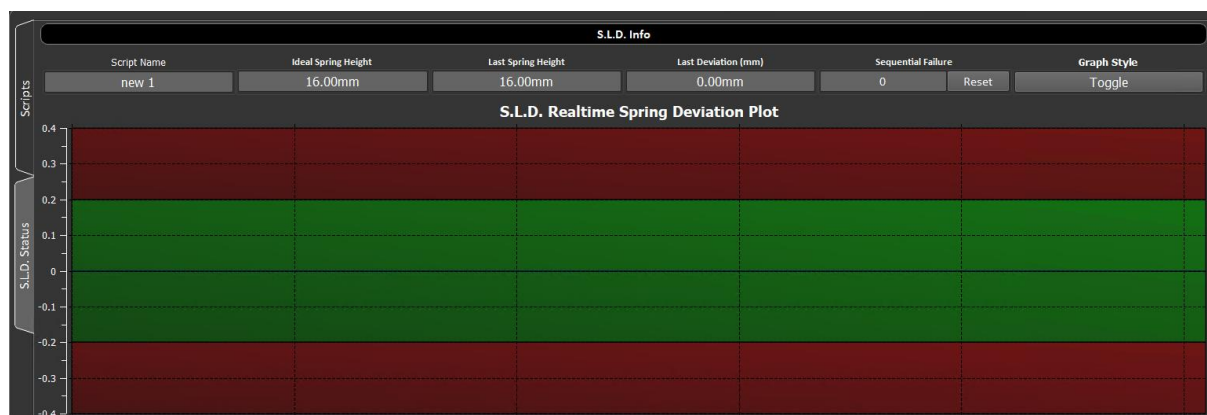 S.L.D. Info
Script Name Ideal Spring Height Last Spring Height Last Deviation (mm) Sequential Failure Graph Style
new 1 16.00mm 16.00mm 0.00mm 0 Reset Toggle
S.L.D. Realtime Spring Deviation Plot
Scripts
S.L.D. Status
0.4
0.3
0.2
0.1
0
-0.1
-0.2
-0.3
-0.4